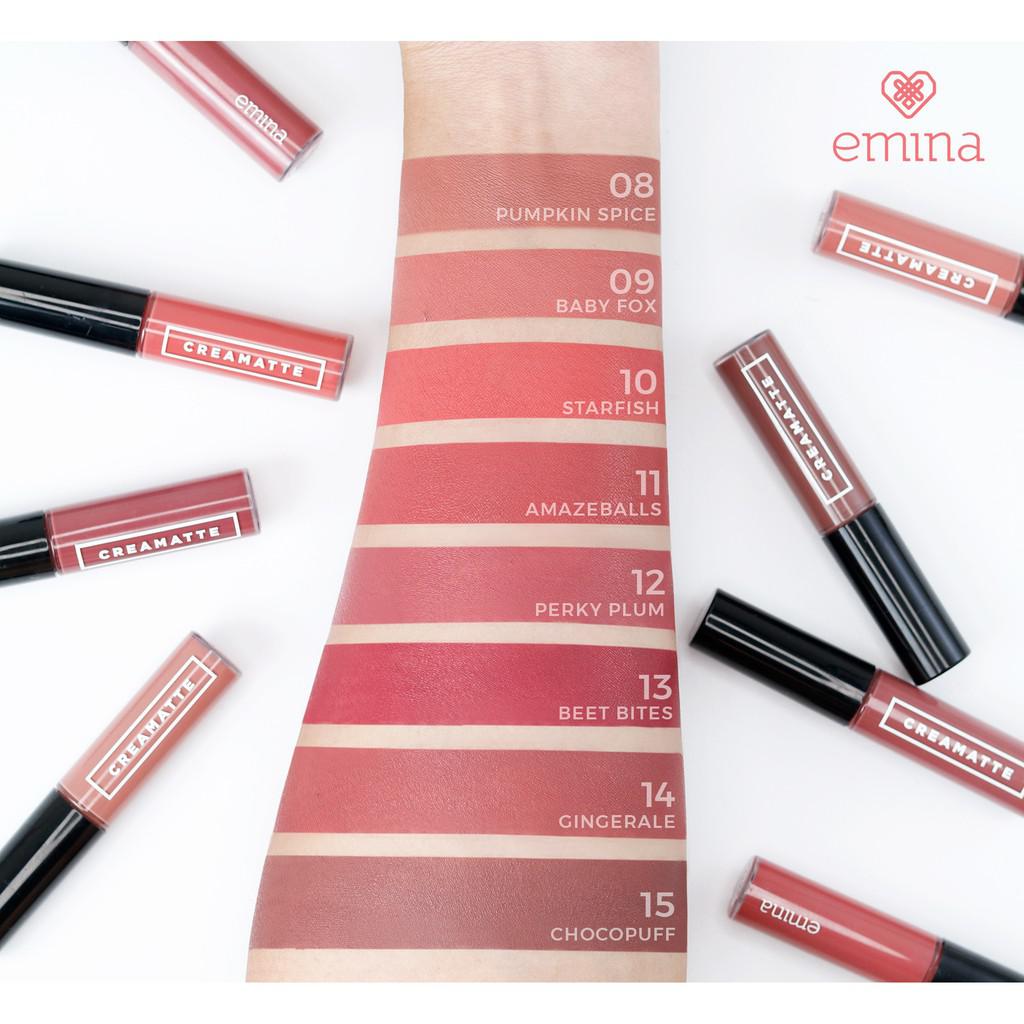 emina
emina
08
PUMPKIN SPICE
CREAMATTE
09
BABY FOX
CREAMATTE
10
STARFISH
CREAMATTE
11
AMAZEBALLS
CREAMATTE
12
PERKY PLUM
13
BEET BITES
CREAMATTE
CREAMATTE
14
GINGERALE
15
CHOCOPUFF
emina